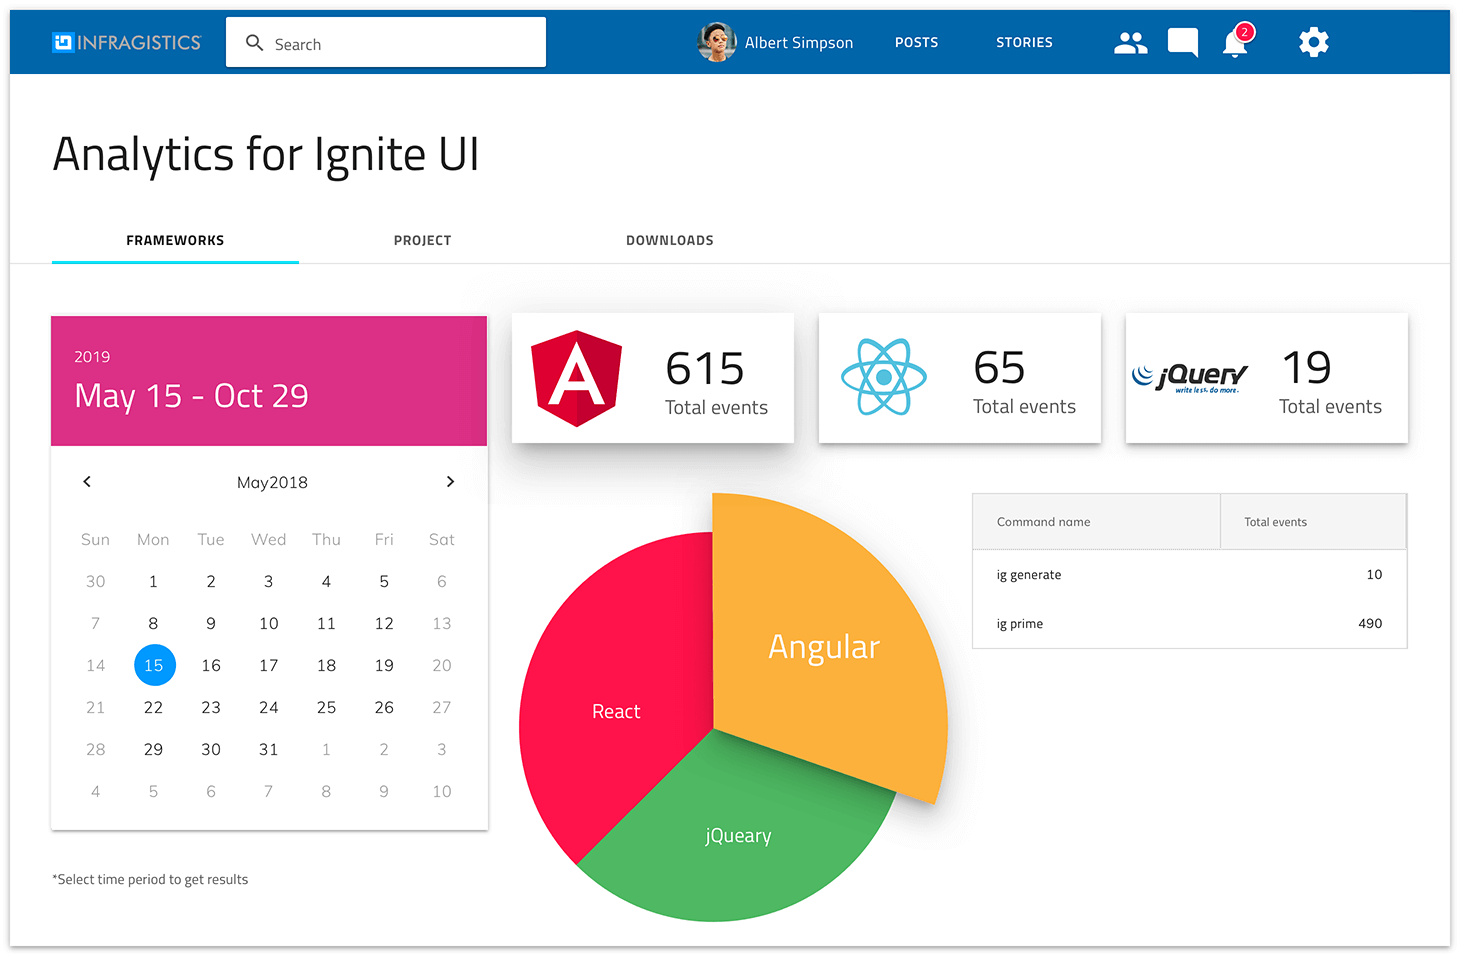 INFRAGISTICS
Search
Albert Simpson
POSTS
STORIES
2
Analytics for Ignite UI
FRAMEWORKS
PROJECT
DOWNLOADS
2019
May 15 - Oct 29
May2018
Sun Mon Tue Wed Thu Fri Sat
30 1 2 3 4 5 6
7 8 9 10 11 12 13
14 15 16 17 18 19 20
21 22 23 24 25 26 27
28 29 30 31 1 2 3
4 5 6 7 8 9 10
*Select time period to get results
A
615
Total events
65
Total events
jQuery
write less. do more.
19
Total events
Angular
React
jQueary
Command name Total events
ig generate 10
ig prime 490